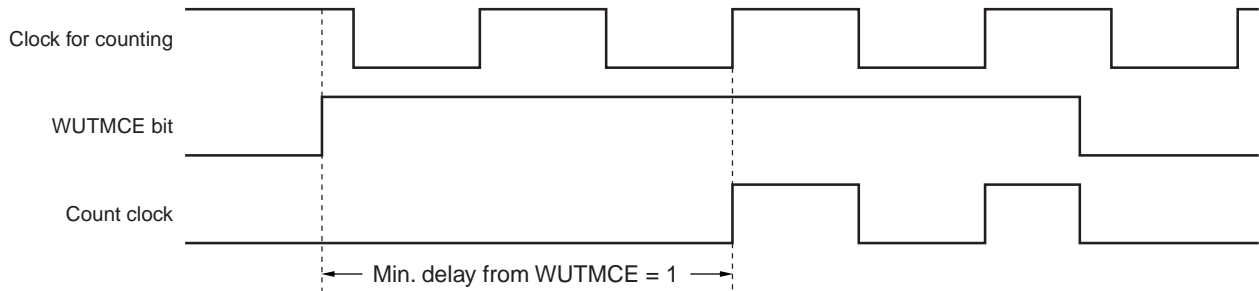 Clock for counting
WUTMCE bit
Count clock
Min. delay from WUTMCE = 1